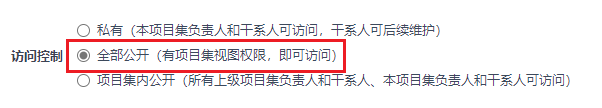 私有（本项目集负责人和干系人可访问，干系人可后续维护）
访问控制 全部公开（有项目集视图权限，即可访问）
项目集内公开（所有上级项目集负责人和干系人、本项目集负责人和干系人可访问）